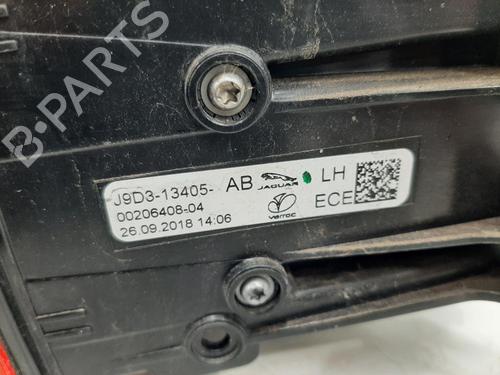 B-PARTS
J9D3-13405- AB JAGUAR LH
00206408-04 varroc ECE
26.09.2018 14:06